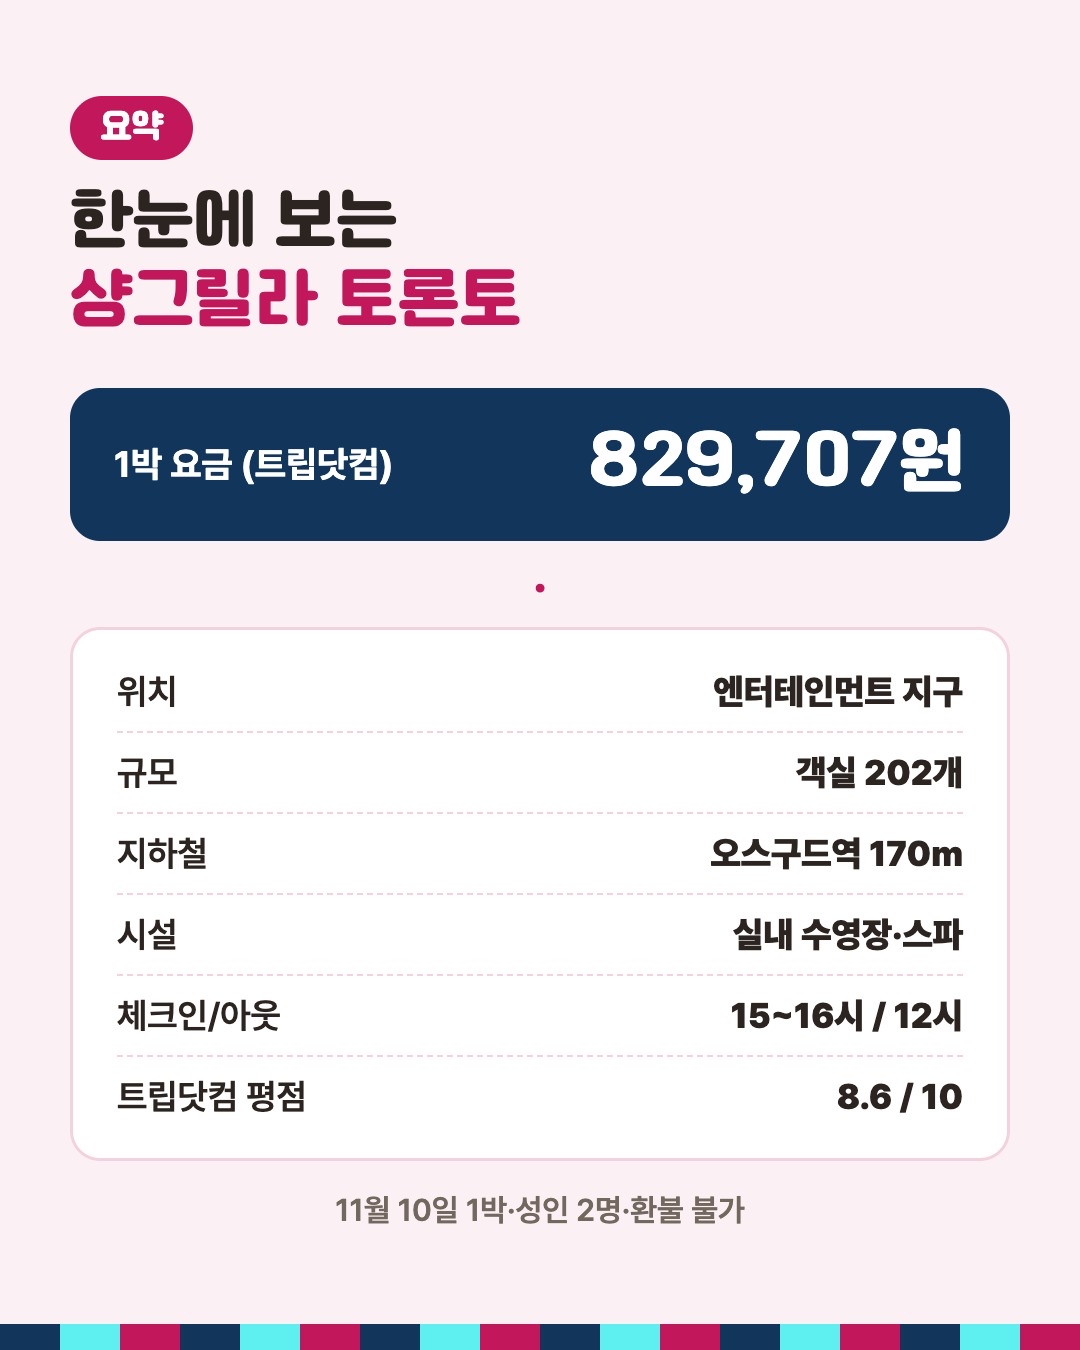 요약
한눈에 보는
샹그릴라 토론토
1박 요금 (트립닷컴) 829,707원
위치 엔터테인먼트 지구
규모 객실 202개
지하철 오스구드역 170m
시설 실내 수영장·스파
체크인/아웃 15~16시 / 12시
트립닷컴 평점 8.6 / 10
11월 10일 1박·성인 2명·환불 불가